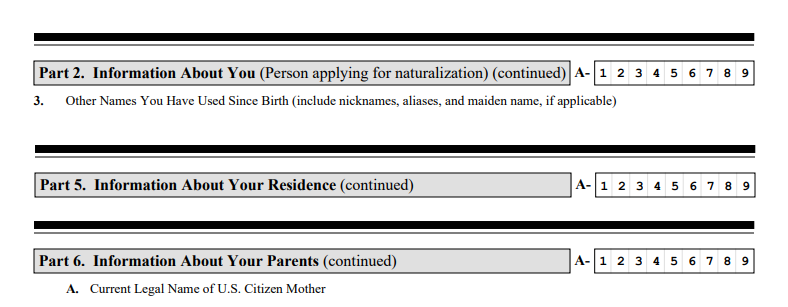 Part 2. Information About You (Person applying for naturalization) (continued) A- 1 2 3 4 5 6 7 8 9
3. Other Names You Have Used Since Birth (include nicknames, aliases, and maiden name, if applicable)
Part 5. Information About Your Residence (continued) A- 1 2 3 4 5 6 7 8 9
Part 6. Information About Your Parents (continued) A- 1 2 3 4 5 6 7 8 9
A. Current Legal Name of U.S. Citizen Mother